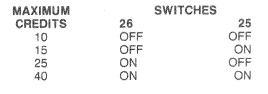 MAXIMUM SWITCHES
CREDITS 26 25
10 OFF OFF
15 OFF ON
25 ON OFF
40 ON ON